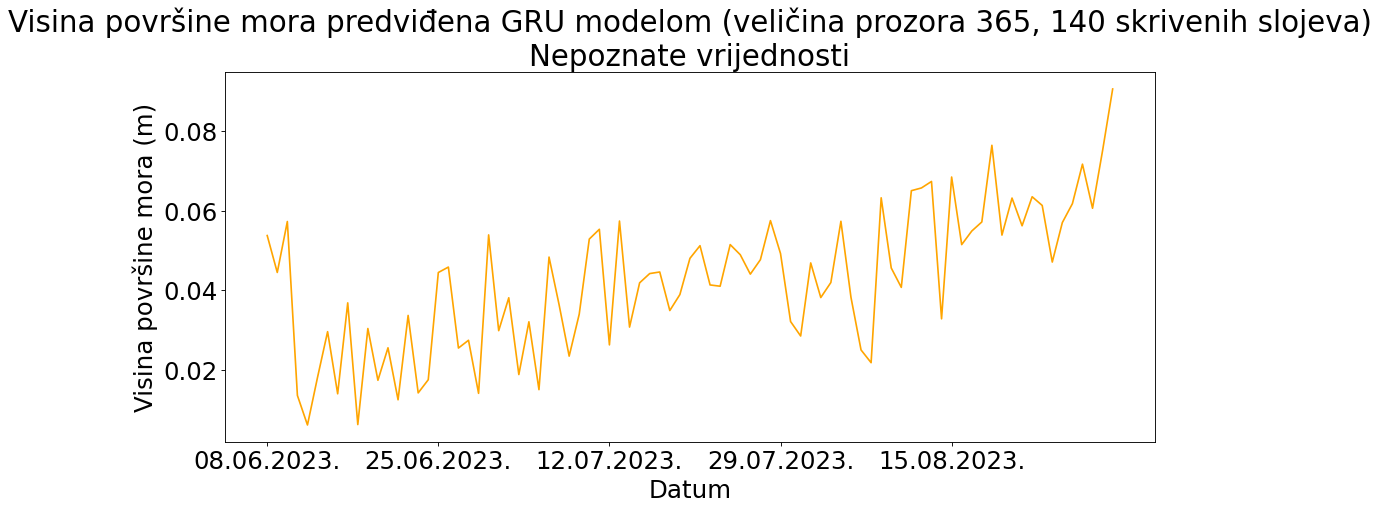 Visina površine mora predviđena GRU modelom (veličina prozora 365, 140 skrivenih slojeva)
Nepoznate vrijednosti
Visina površine mora (m)
0.08
0.06
0.04
0.02
08.06.2023. 25.06.2023. 12.07.2023. 29.07.2023. 15.08.2023.
Datum